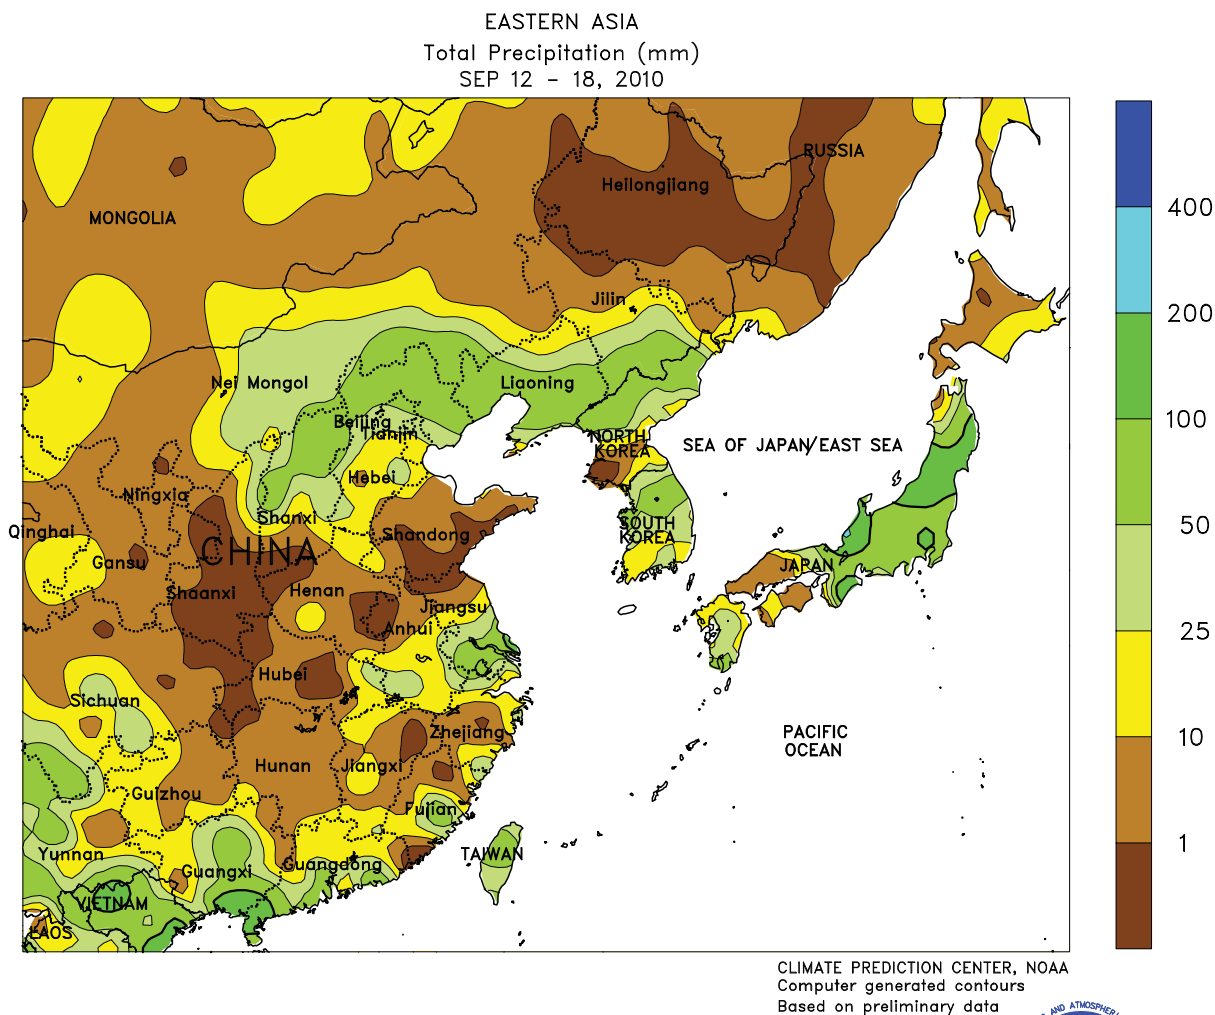 EASTERN ASIA
Total Precipitation (mm)
SEP 12 - 18, 2010
RUSSIA
Heilongjiang
MONGOLIA
400
Jilin
200
Nei Mongol
Liaoning
100
Beijing
Tianjin
NORTH
KOREA
SEA OF JAPAN/EAST SEA
Hebei
Ningxia
Shanxi
50
SOUTH
KOREA
Qinghai
Shandong
CHINA
Gansu
JAPAN
Shaanxi
Henan
Jiangsu
Anhui
25
Hubei
Sichuan
Zhejiang
PACIFIC
OCEAN
10
Hunan
Jiangxi
Guizhou
Fujian
1
Yunnan
TAIWAN
Guangxi
Guangdong
VIETNAM
LAOS
CLIMATE PREDICTION CENTER, NOAA
Computer generated contours
Based on preliminary data
AND ATMOSPHERI